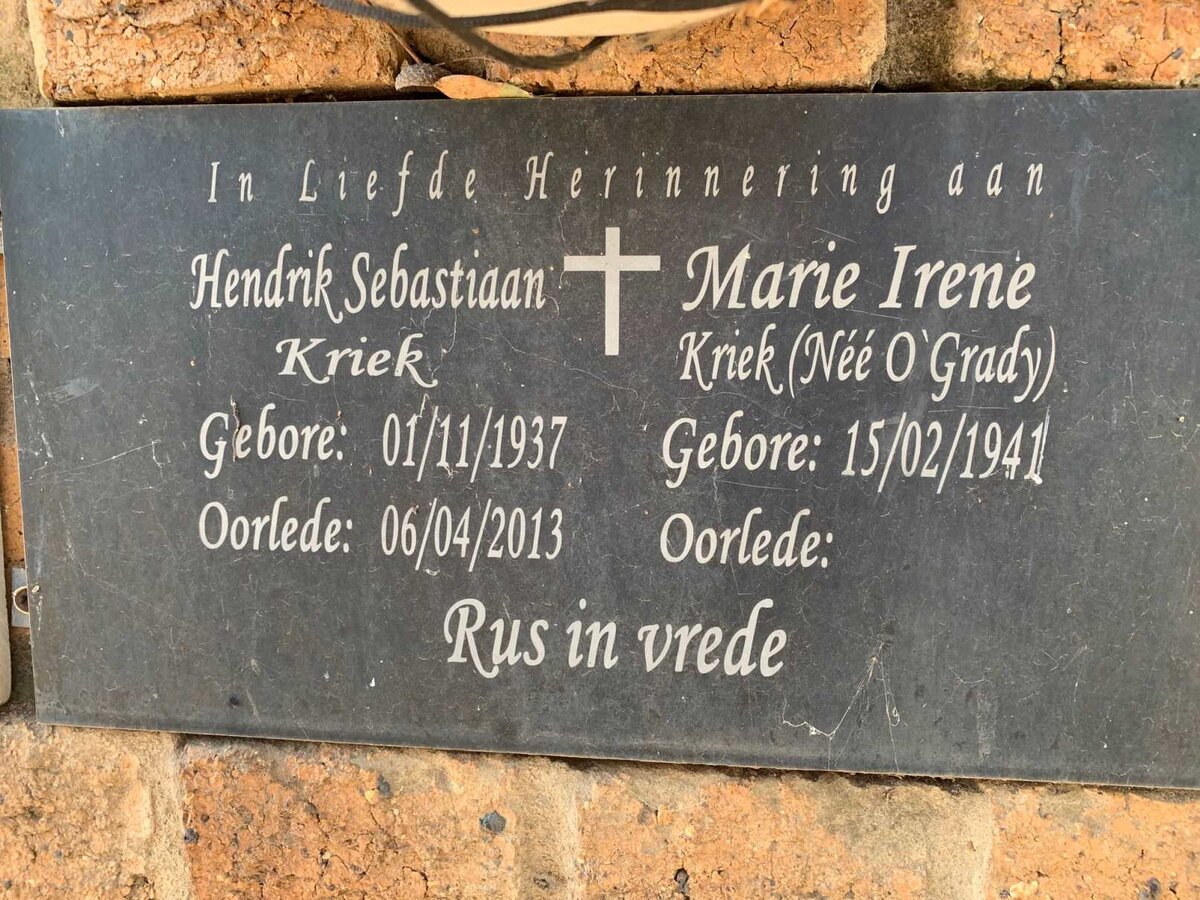 In Liefde Herinnering aan
Hendrik Sebastiaan
Kriek
Gebore: 01/11/1937
Oorlede: 06/04/2013
Marie Irene
Kriek (Néé O`Grady)
Gebore: 15/02/1941
Oorlede:
Rus in vrede